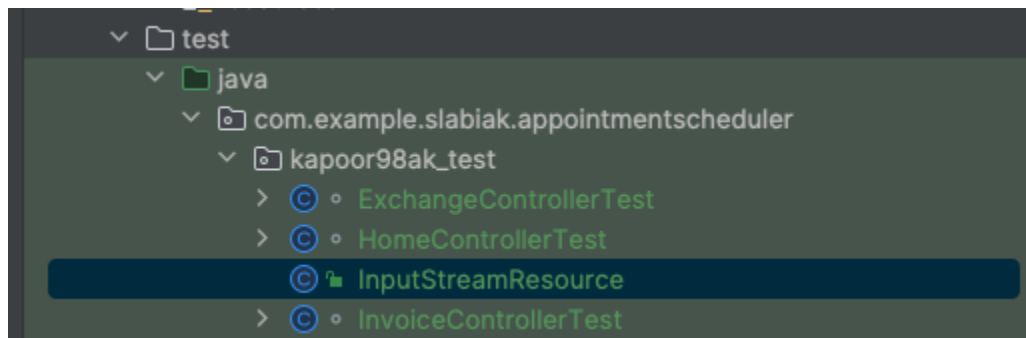 test
java
com.example.slabiak.appointmentscheduler
kapoor98ak_test
ExchangeControllerTest
HomeControllerTest
InputStreamResource
InvoiceControllerTest